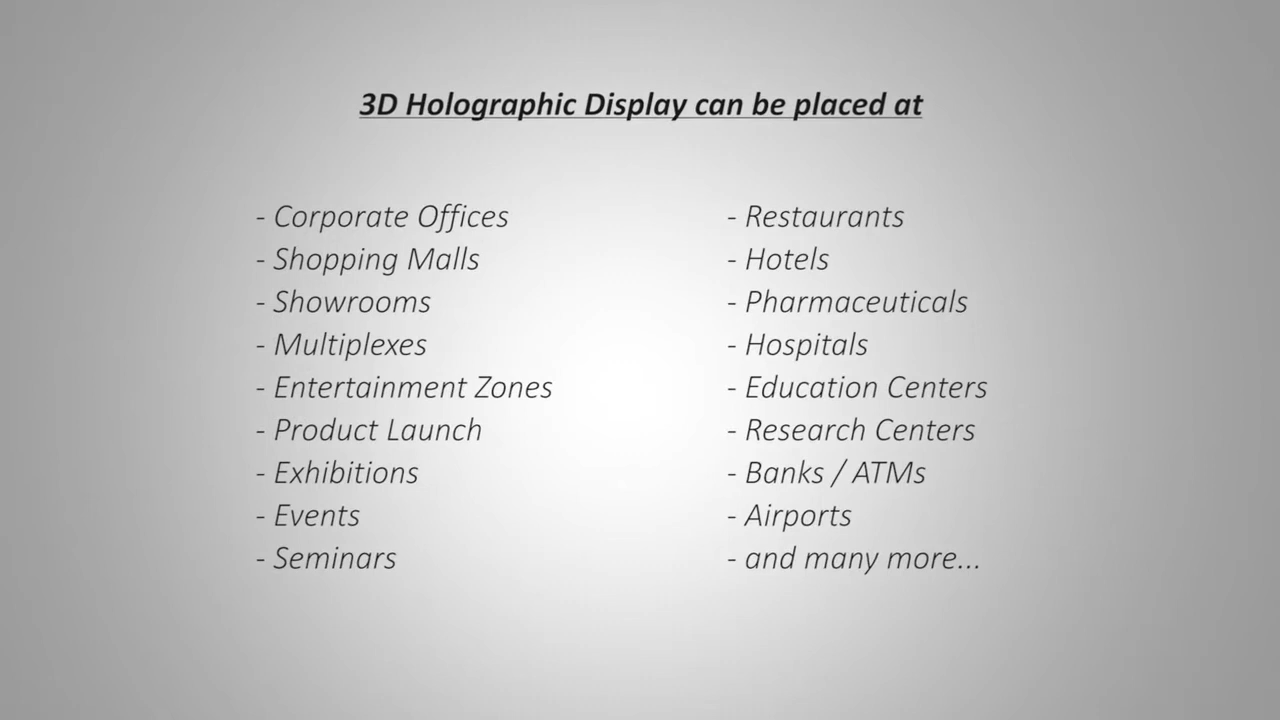 3D Holographic Display can be placed at
- Corporate Offices
- Shopping Malls
- Showrooms
- Multiplexes
- Entertainment Zones
- Product Launch
- Exhibitions
- Events
- Seminars
- Restaurants
- Hotels
- Pharmaceuticals
- Hospitals
- Education Centers
- Research Centers
- Banks / ATMs
- Airports
- and many more...